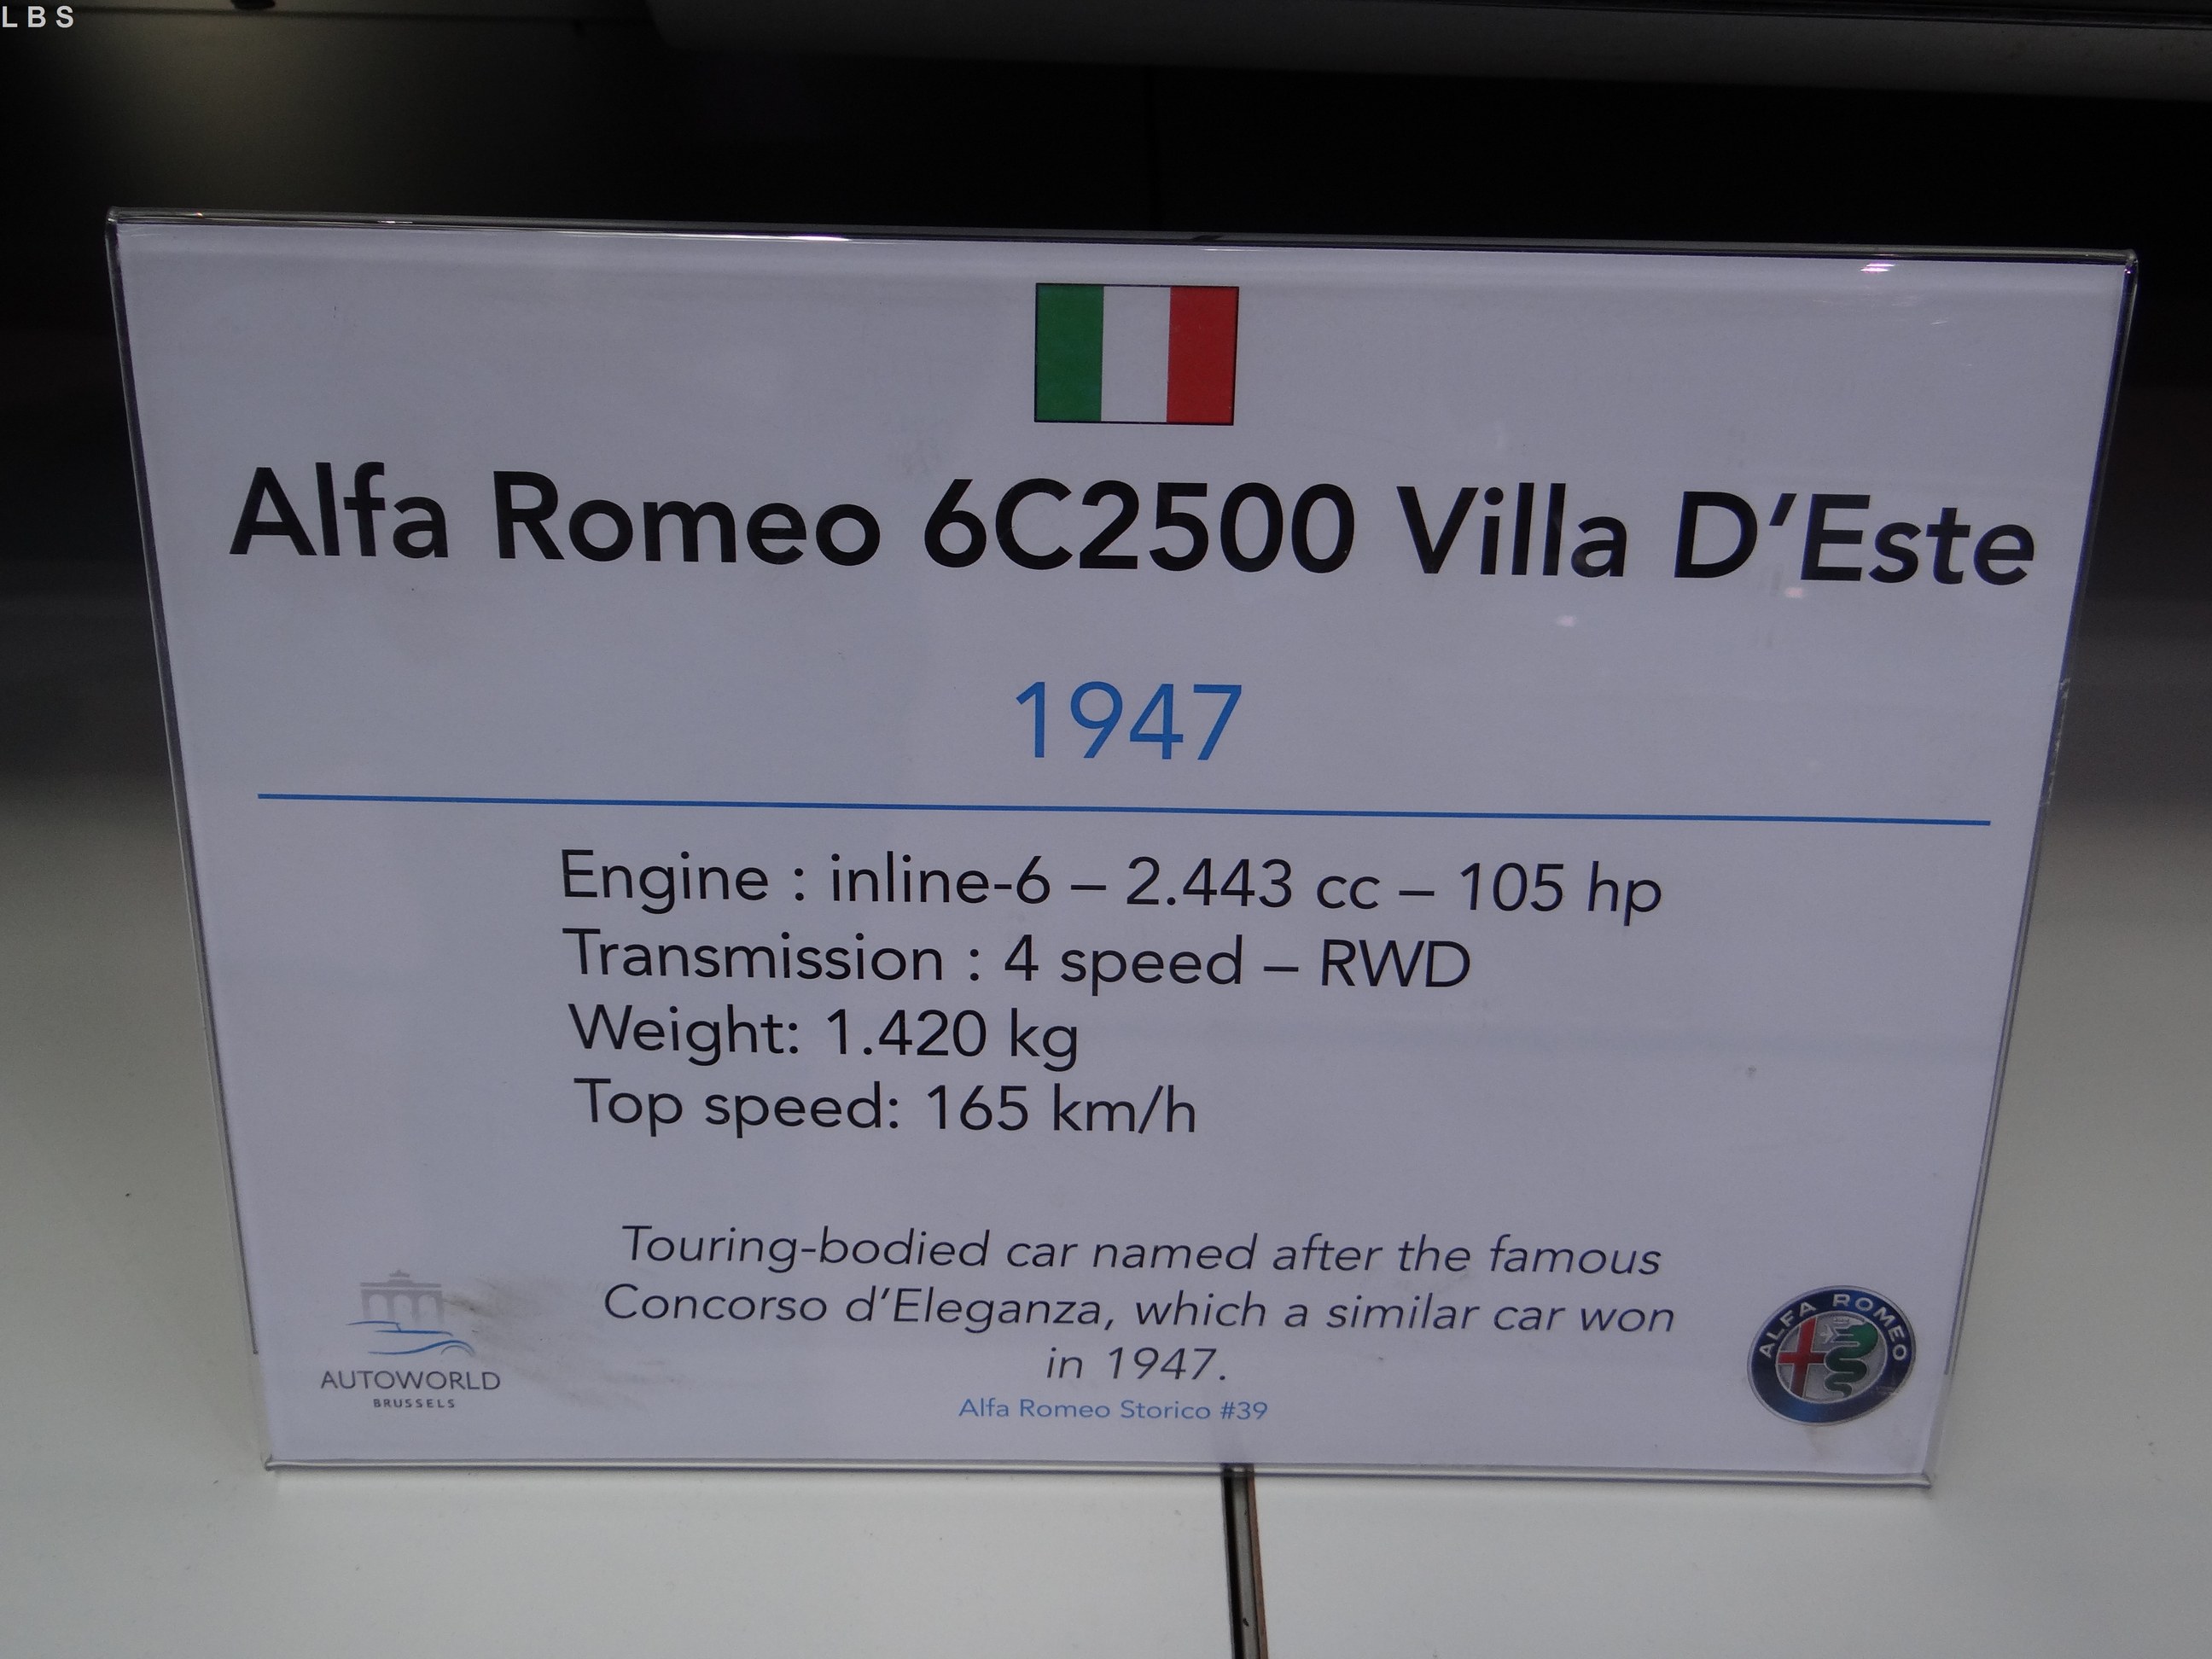 LBS
Alfa Romeo 6C2500 Villa D'Este
1947
Engine : inline-6 – 2.443 cc – 105 hp
Transmission : 4 speed – RWD
Weight: 1.420 kg
Top speed: 165 km/h
Touring-bodied car named after the famous
Concorso d'Eleganza, which a similar car won
in 1947.
Alfa Romeo Storico #39
AUTOWORLD
BRUSSELS
ALFA ROMEO